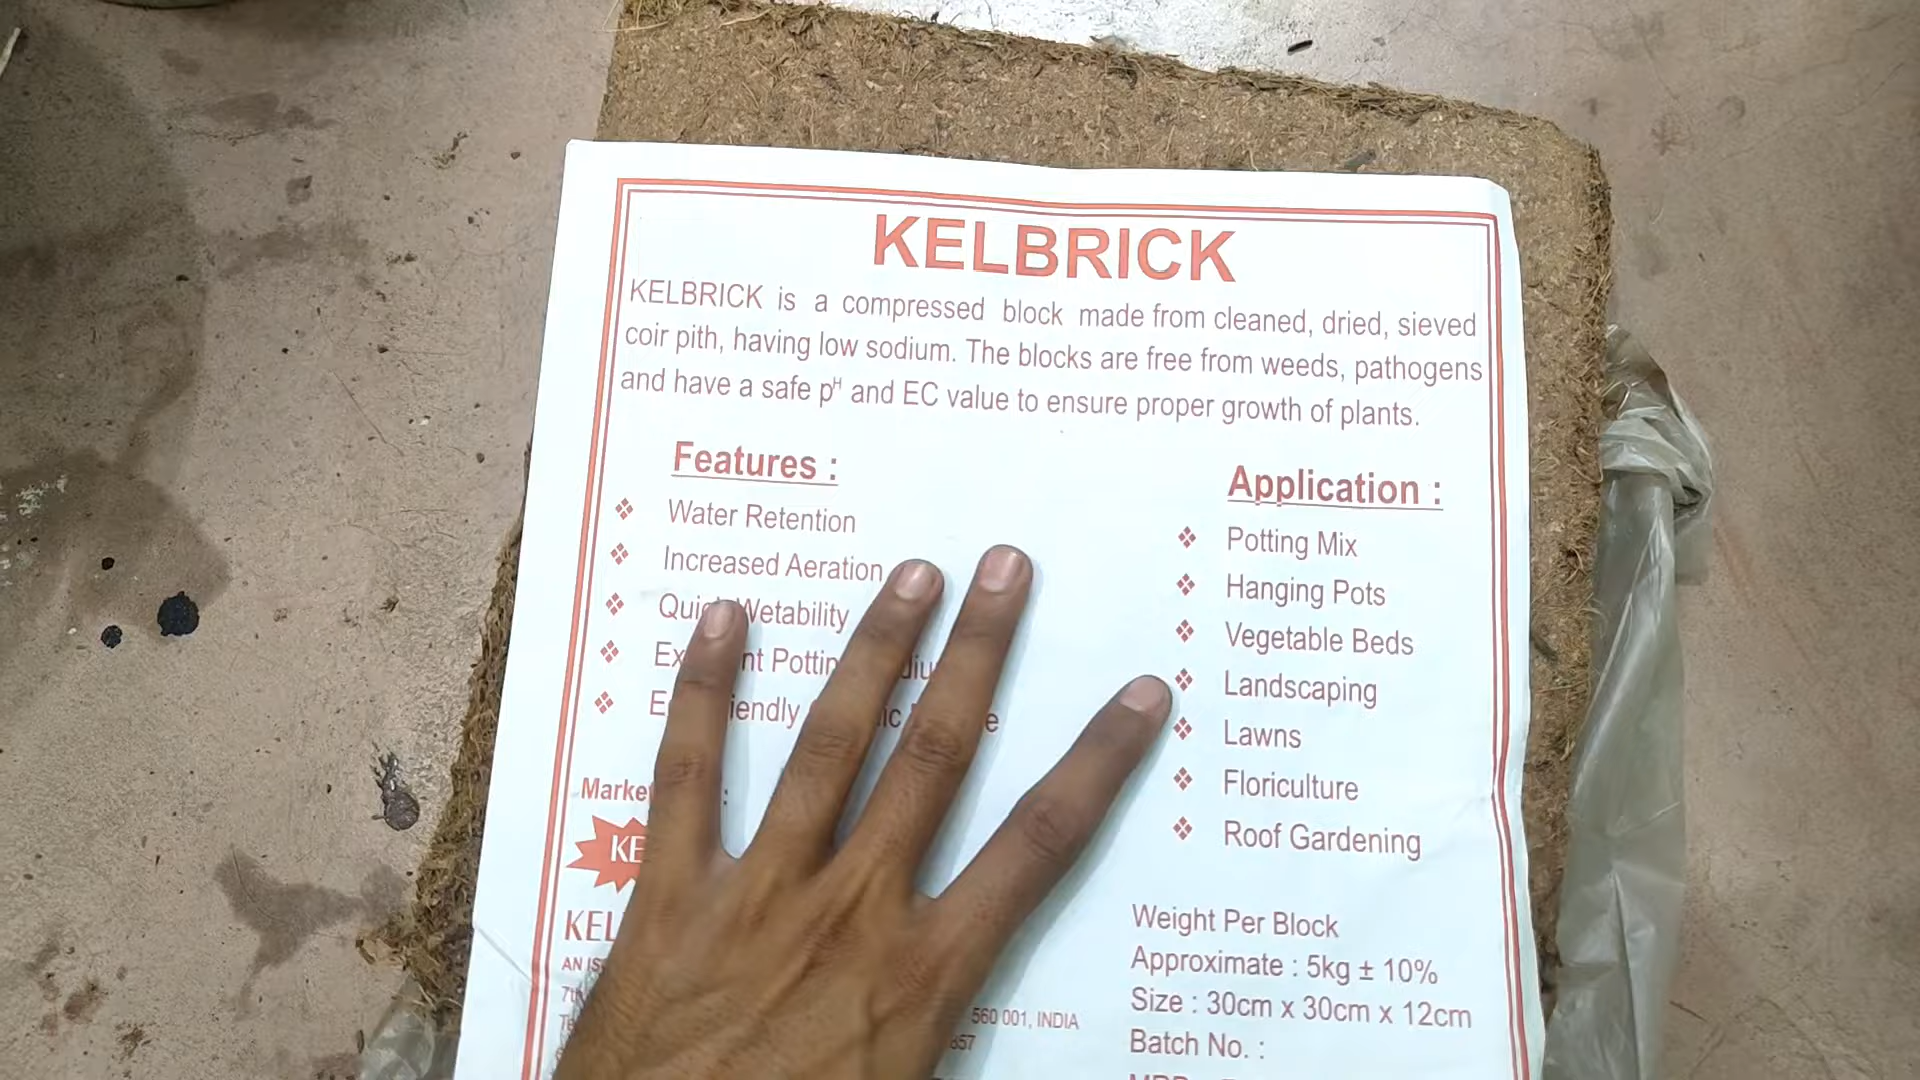 KELBRICK
KELBRICK is a compressed block made from cleaned, dried, sieved
coir pith, having low sodium. The blocks are free from weeds, pathogens
and have a safe pH and EC value to ensure proper growth of plants.
Features :
Water Retention
Increased Aeration
Wetability
Application :
Potting Mix
Hanging Pots
Vegetable Beds
Landscaping
Lawns
Floriculture
Roof Gardening
Weight Per Block
Approximate : 5kg ± 10%
Size : 30cm x 30cm x 12cm
Batch No. :
560 001, INDIA